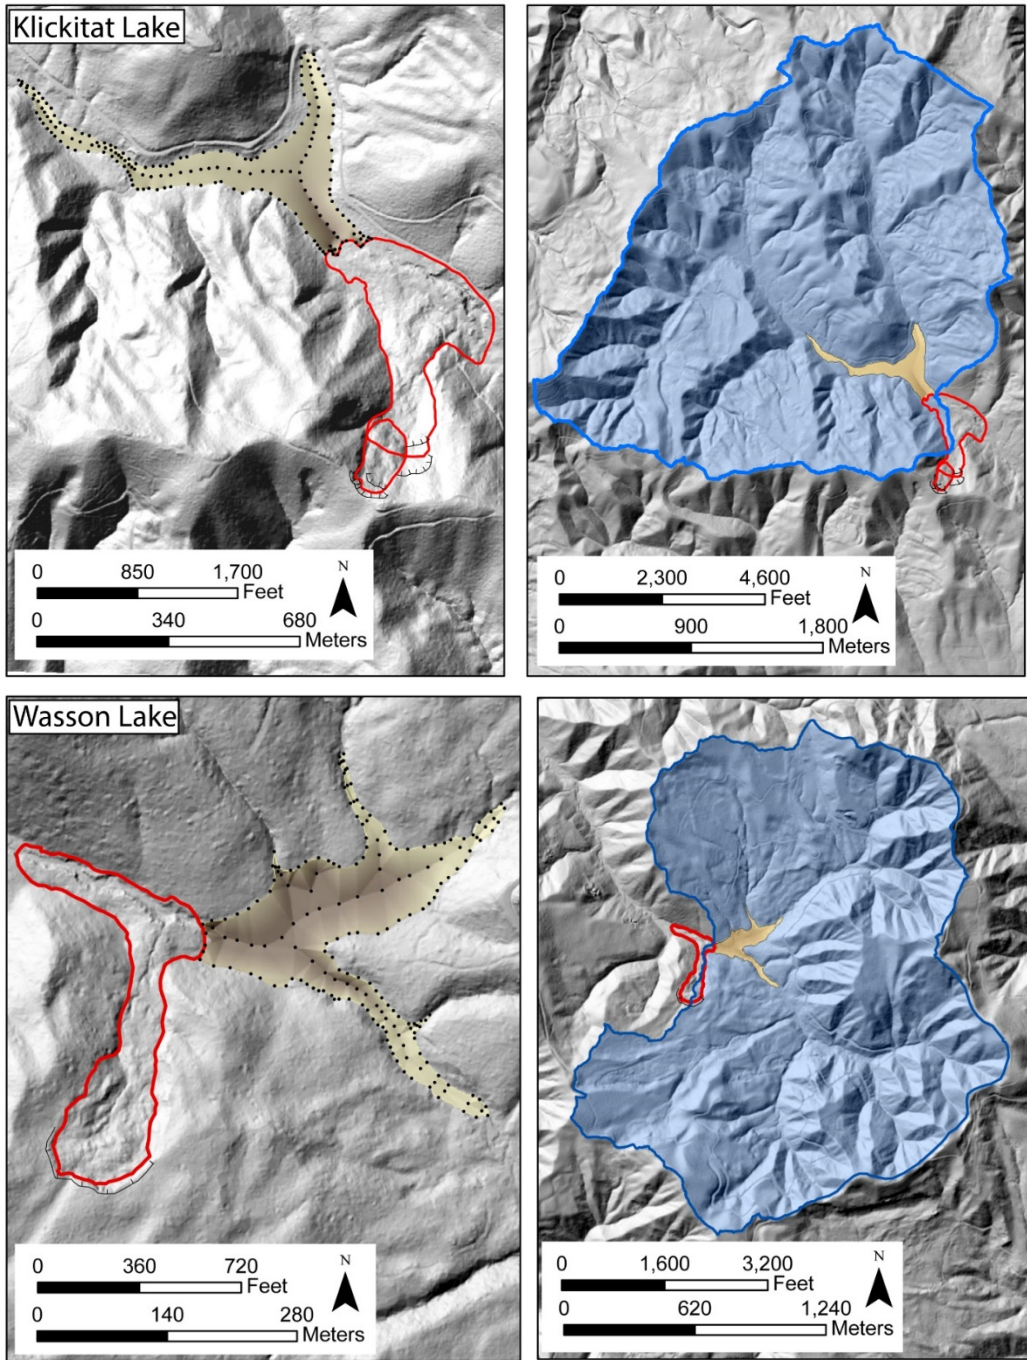 Klickitat Lake
0 850 1,700
Feet
0 340 680
Meters
N
0 2,300 4,600
Feet
0 900 1,800
Meters
N
Wasson Lake
0 360 720
Feet
0 140 280
Meters
N
0 1,600 3,200
Feet
0 620 1,240
Meters
N